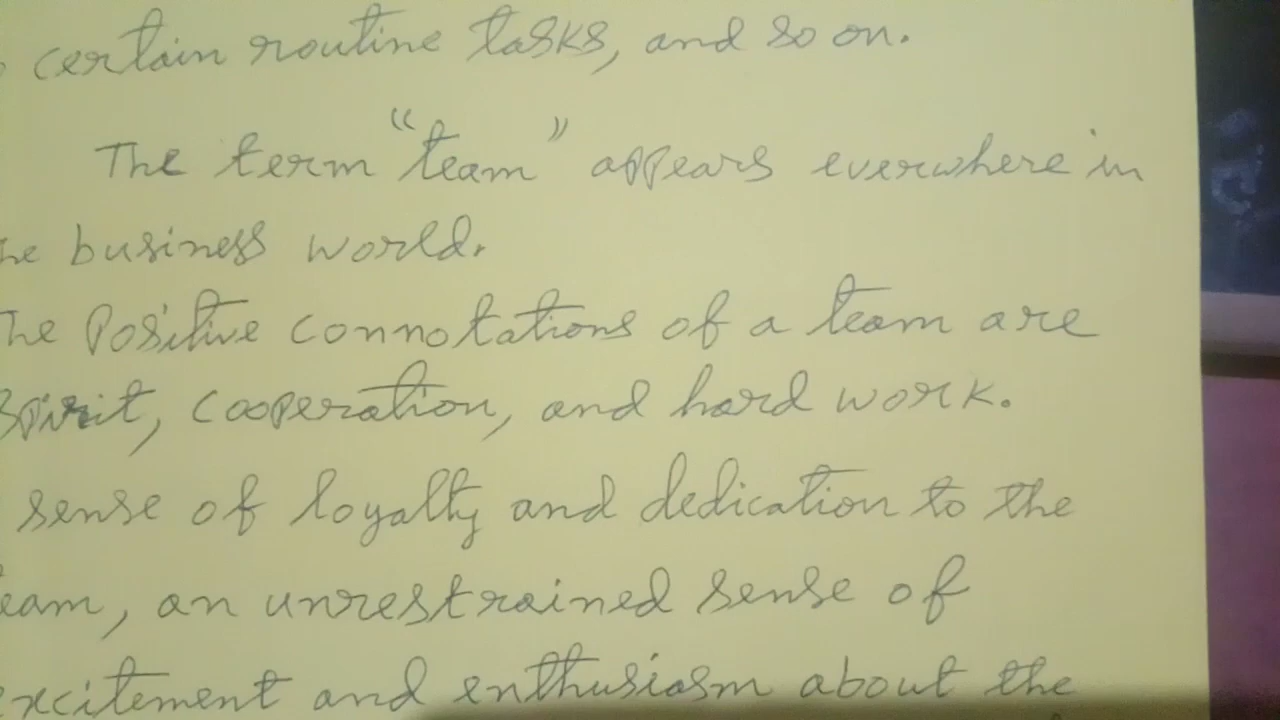 certain routine tasks, and so on.
The term "team" appears everwhere in
he business world.
The Positive connotations of a team are
Spirit, cooperation, and hard work.
sense of loyalty and dedication to the
eam, an unrestrained sense of
excitement and enthusiasm about the